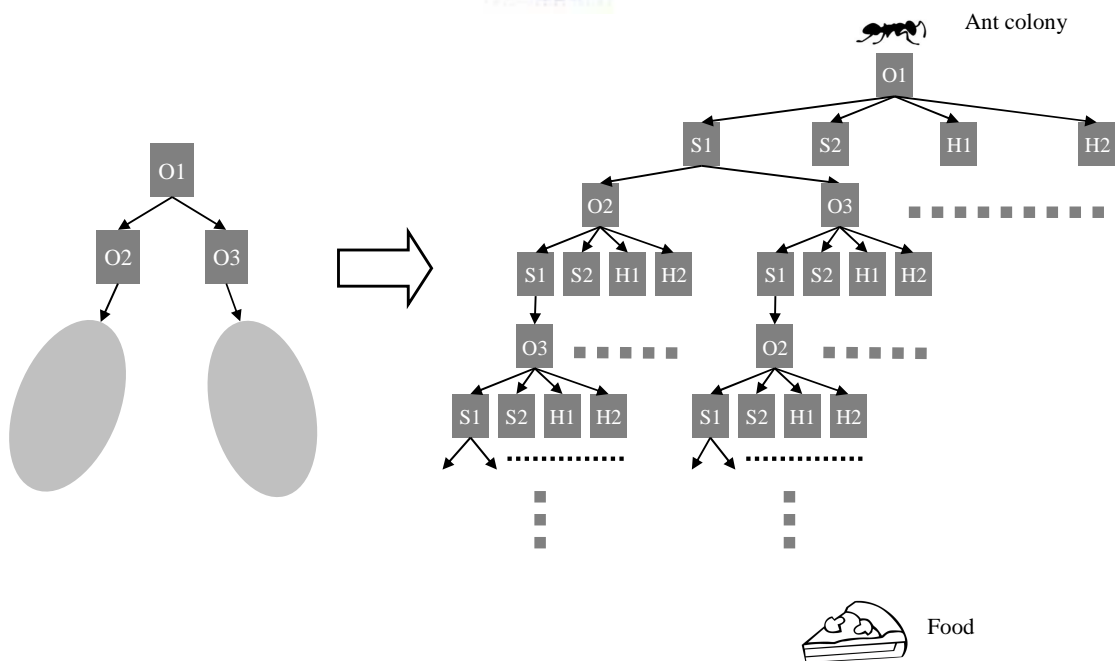 Ant colony
O1
S1 S2 H1 H2
O1
O2 O3
O2 O3
S1 S2 H1 H2 S1 S2 H1 H2
O3 O2
S1 S2 H1 H2 S1 S2 H1 H2
Food